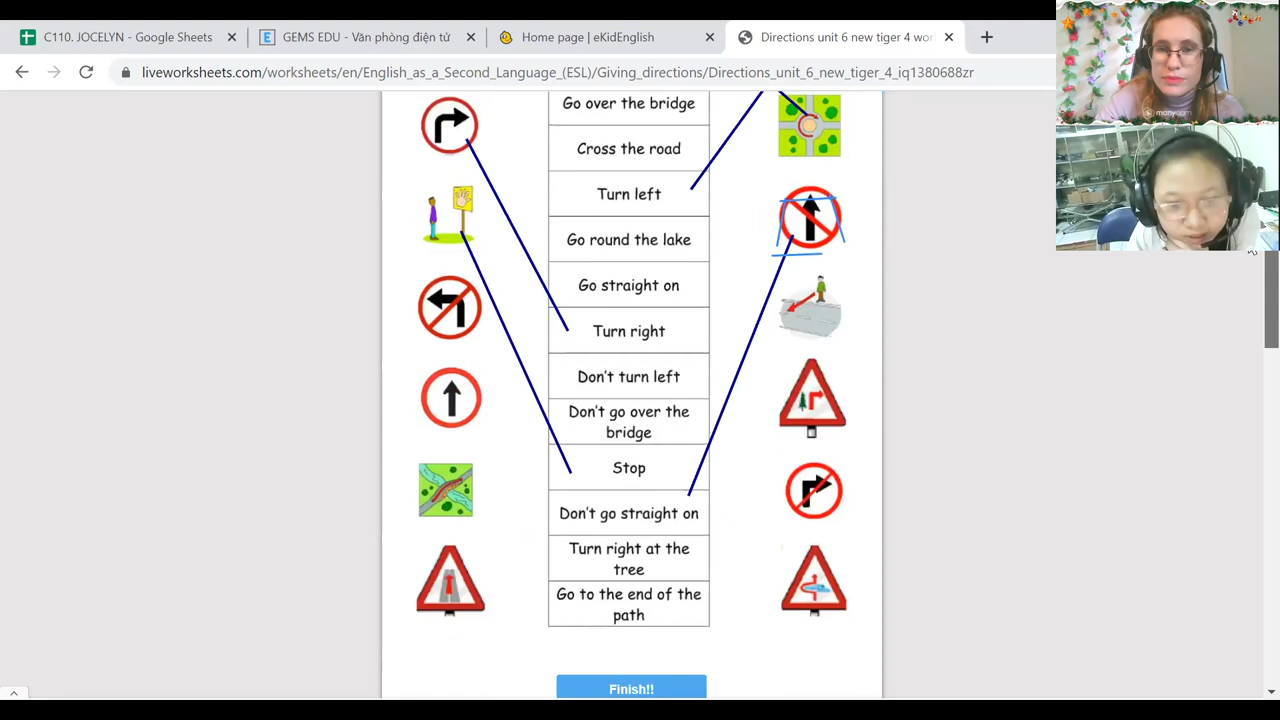 C110. JOCELYN - Google Sheets
GEMS EDU - Văn phòng điện tử
Home page | eKidEnglish
Directions unit 6 new tiger 4 wor
liveworksheets.com/worksheets/en/English_as_a_Second_Language_(ESL)/Giving_directions/Directions_unit_6_new_tiger_4_iq1380688zr
manycam
Go over the bridge
Cross the road
Turn left
Go round the lake
Go straight on
Turn right
Don't turn left
Don't go over the
bridge
Stop
Don't go straight on
Turn right at the
tree
Go to the end of the
path
Finish!!